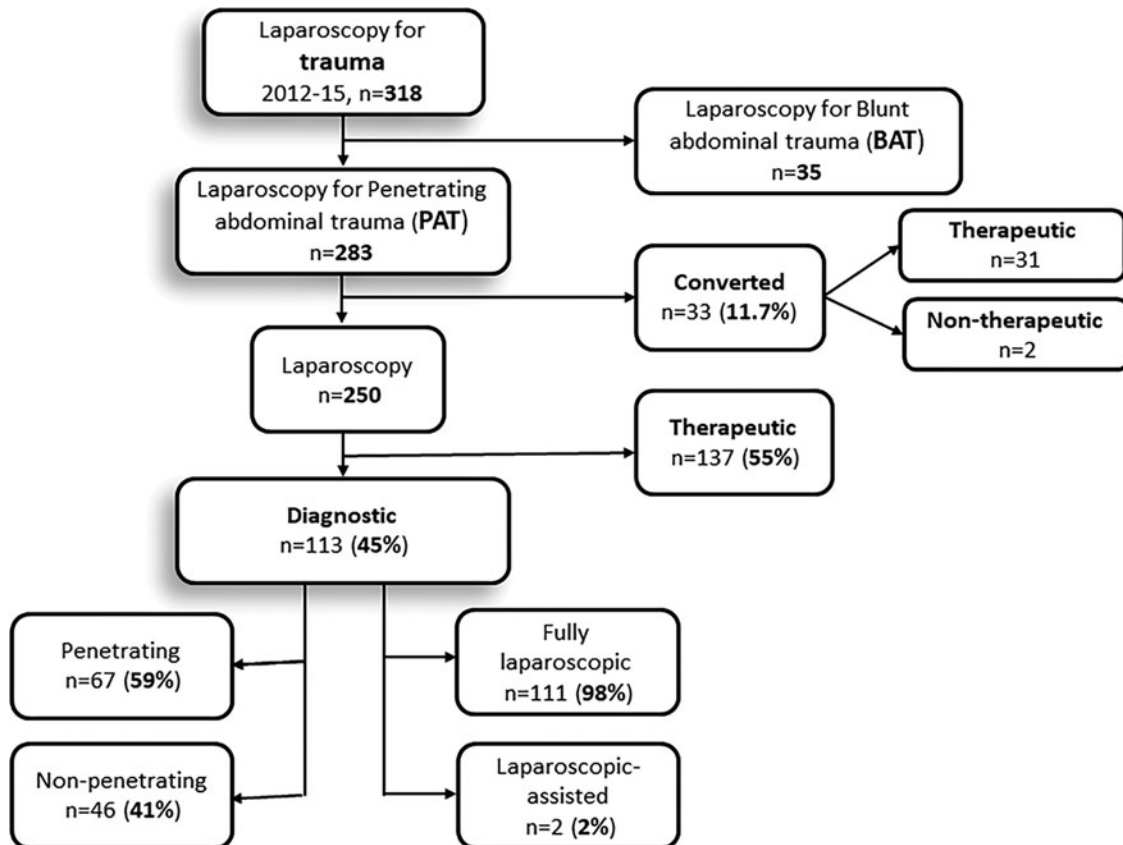 Laparoscopy for
trauma
2012-15, n=318
Laparoscopy for Blunt
abdominal trauma (BAT)
n=35
Laparoscopy for Penetrating
abdominal trauma (PAT)
n=283
Therapeutic
n=31
Converted
n=33 (11.7%)
Non-therapeutic
n=2
Laparoscopy
n=250
Therapeutic
n=137 (55%)
Diagnostic
n=113 (45%)
Penetrating
n=67 (59%)
Fully
laparoscopic
n=111 (98%)
Non-penetrating
n=46 (41%)
Laparoscopic-
assisted
n=2 (2%)